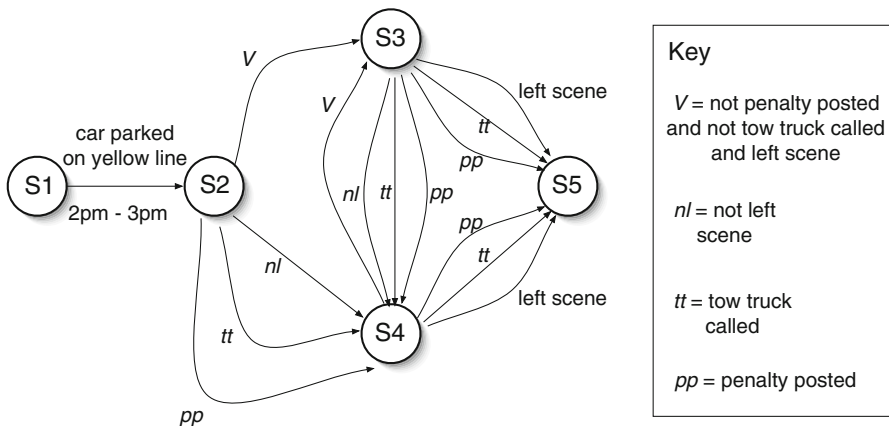 S3
V
left scene
V
tt
car parked
on yellow line
pp
S1
S2
nl
tt
pp
S5
2pm - 3pm
pp
nl
tt
left scene
tt
S4
pp
Key
V = not penalty posted
and not tow truck called
and left scene
nl = not left
scene
tt = tow truck
called
pp = penalty posted